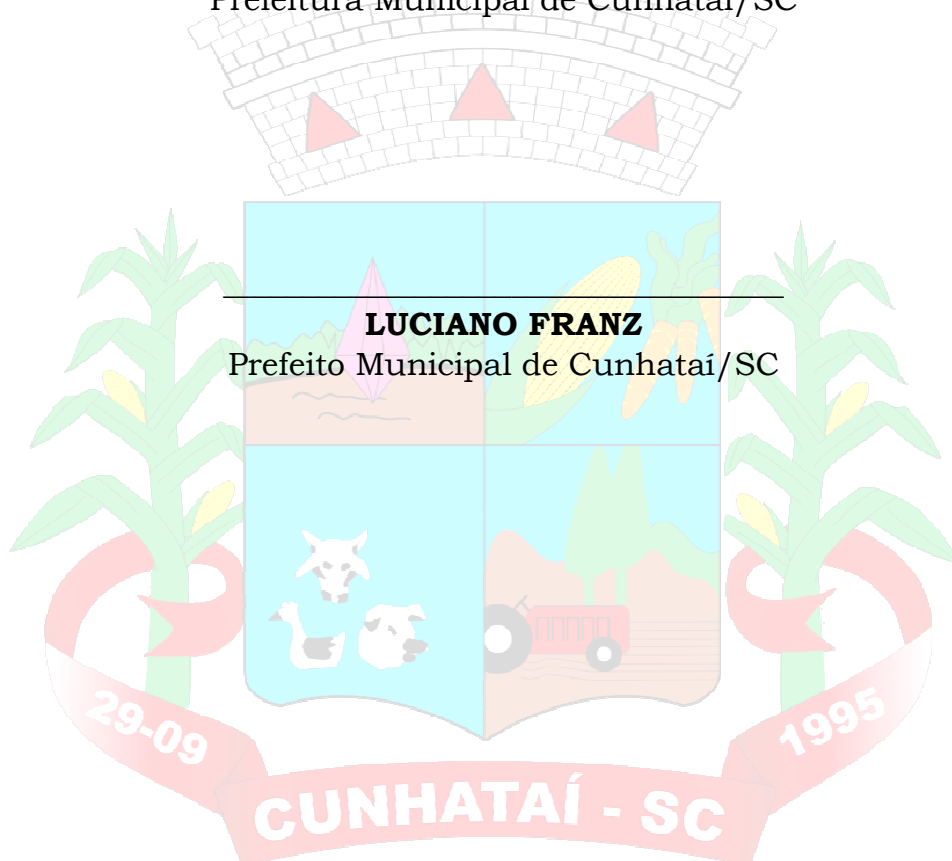 Prefeitura Municipal de Cunhataí/SC
LUCIANO FRANZ
Prefeito Municipal de Cunhataí/SC
29-09
1995
CUNHATAÍ - SC